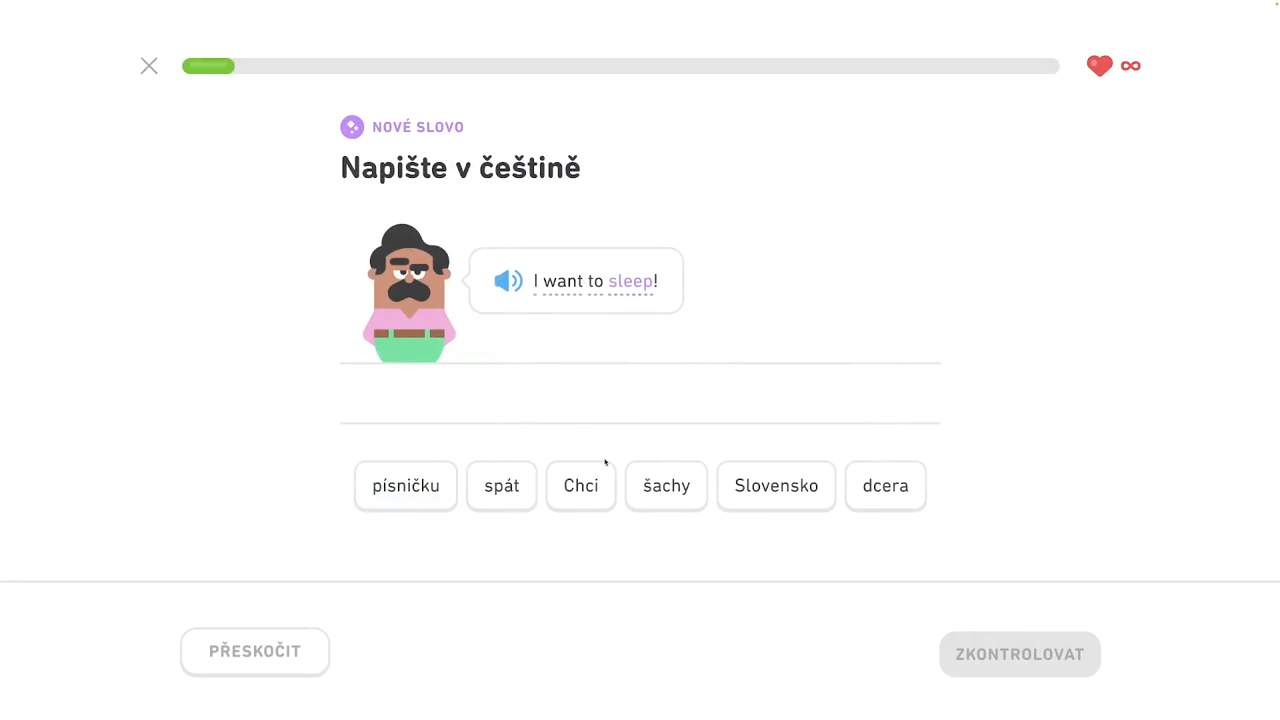 NOVÉ SLOVO
Napište v češtině
I want to sleep!
písničku spát Chci šachy Slovensko dcera
PŘESKOČIT ZKONTROLOVAT